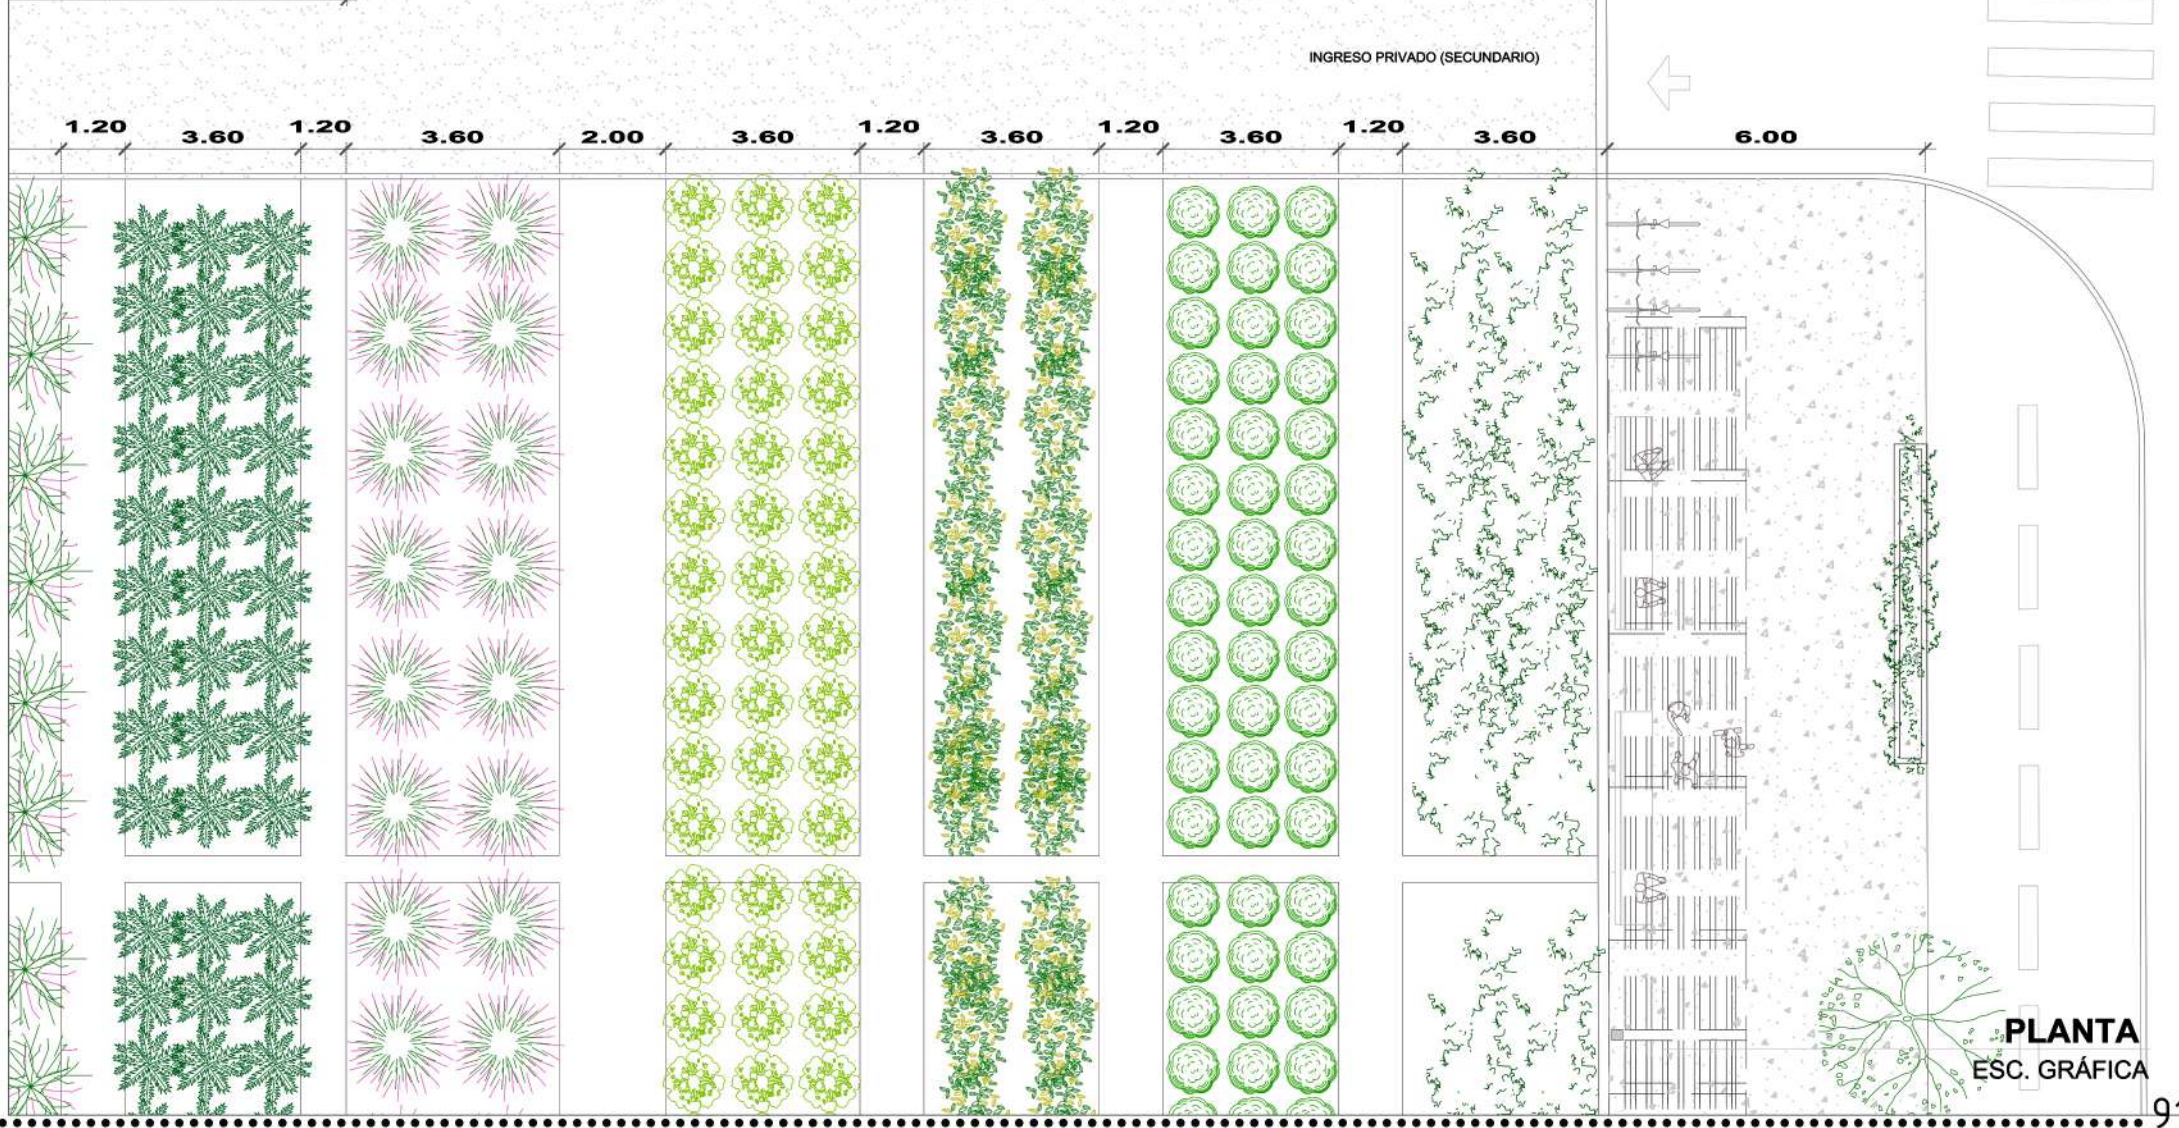 INGRESO PRIVADO (SECUNDARIO)
1.20 3.60 1.20 3.60 2.00 3.60 1.20 3.60 1.20 3.60 1.20 3.60 6.00
PLANTA
ESC. GRÁFICA